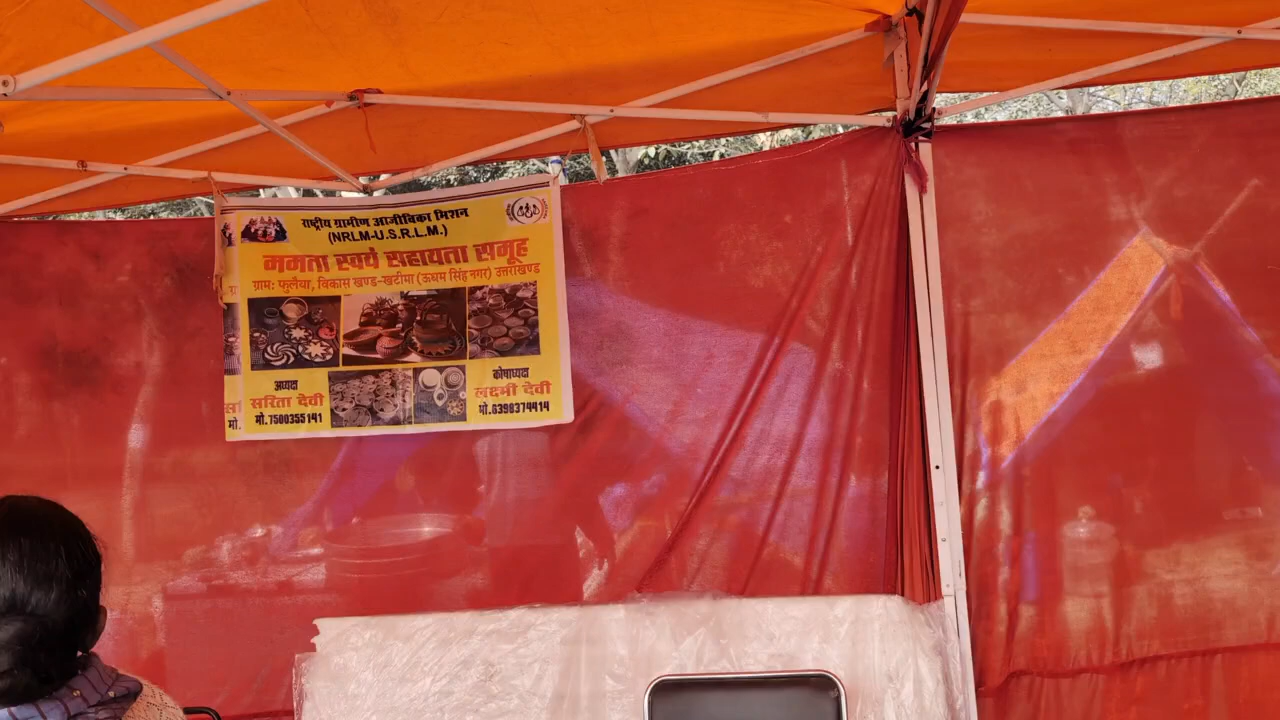 राष्ट्रीय ग्रामीण आजीविका मिशन
(NRLM-U.S.R.L.M.)
ममता स्वयं सहायता समूह
ग्रामः फुलैया, विकास खण्ड-खटीमा (ऊधम सिंह नगर) उत्तराखण्ड
अध्यक्ष
सरिता देवी
मो.7500355141
कोषाध्यक्ष
लक्ष्मी देवी
मो.6398374414
स
मो.